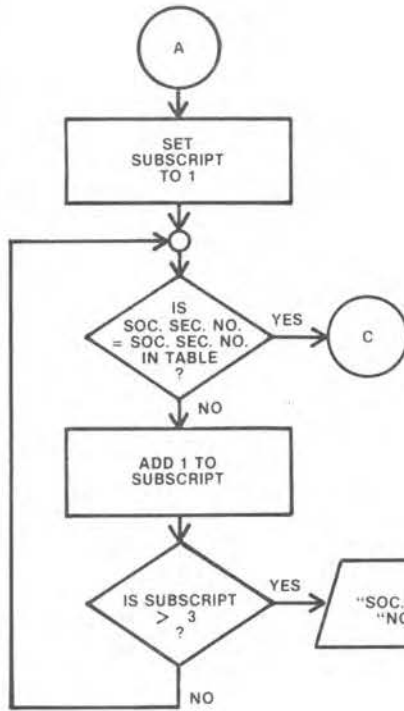 A
SET
SUBSCRIPT
TO 1
IS
SOC. SEC. NO.
= SOC. SEC. NO.
IN TABLE
?
YES
C
NO
ADD 1 TO
SUBSCRIPT
IS SUBSCRIPT
> 3
?
YES
"SOC.
"NO
NO